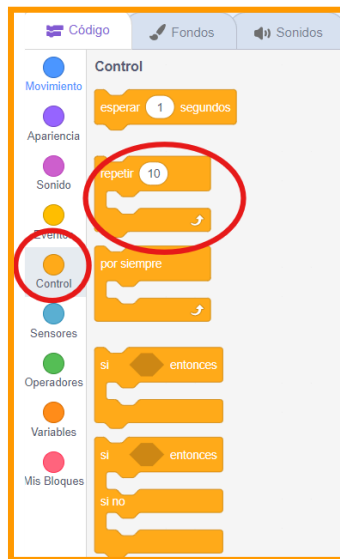 Código Fondos Sonidos
Control
Movimiento
esperar 1 segundos
Apariencia
repetir 10
Sonido
Eventos
por siempre
Control
Sensores
si entonces
Operadores
Variables
si entonces
Mis Bloques
si no